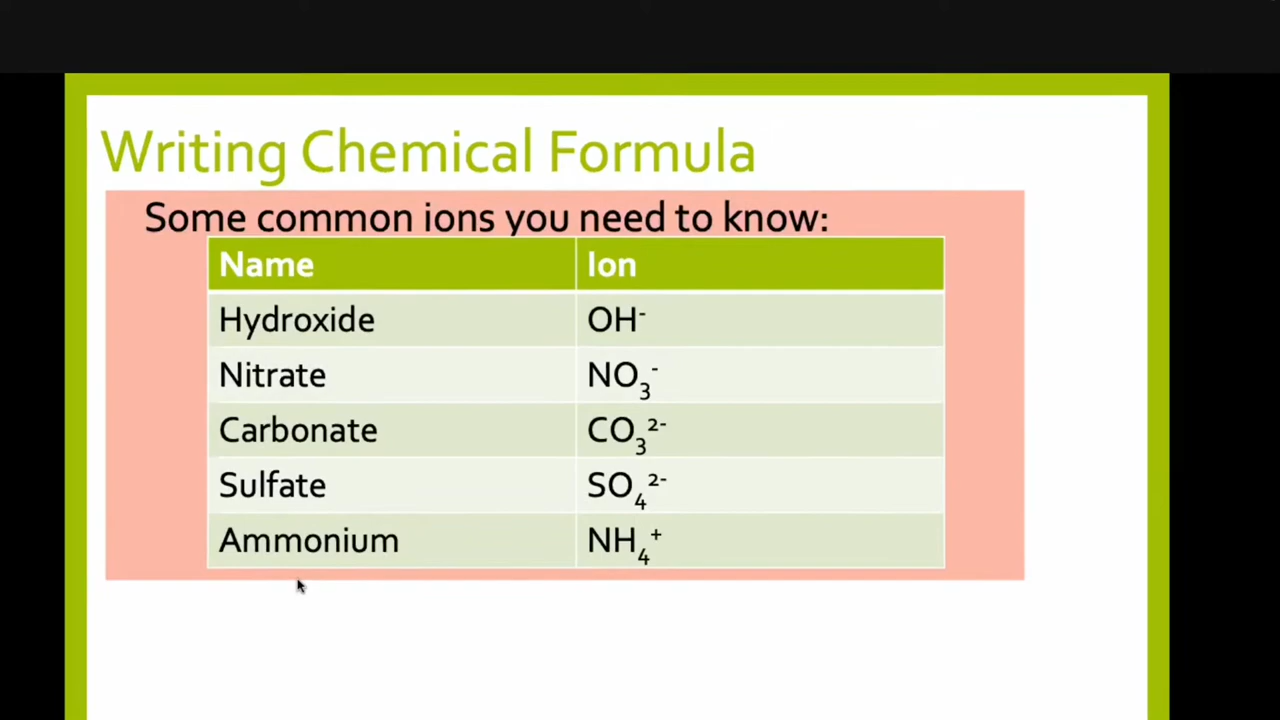 Writing Chemical Formula
Some common ions you need to know:
Name Ion
Hydroxide OH⁻
Nitrate NO₃⁻
Carbonate CO₃²⁻
Sulfate SO₄²⁻
Ammonium NH₄⁺